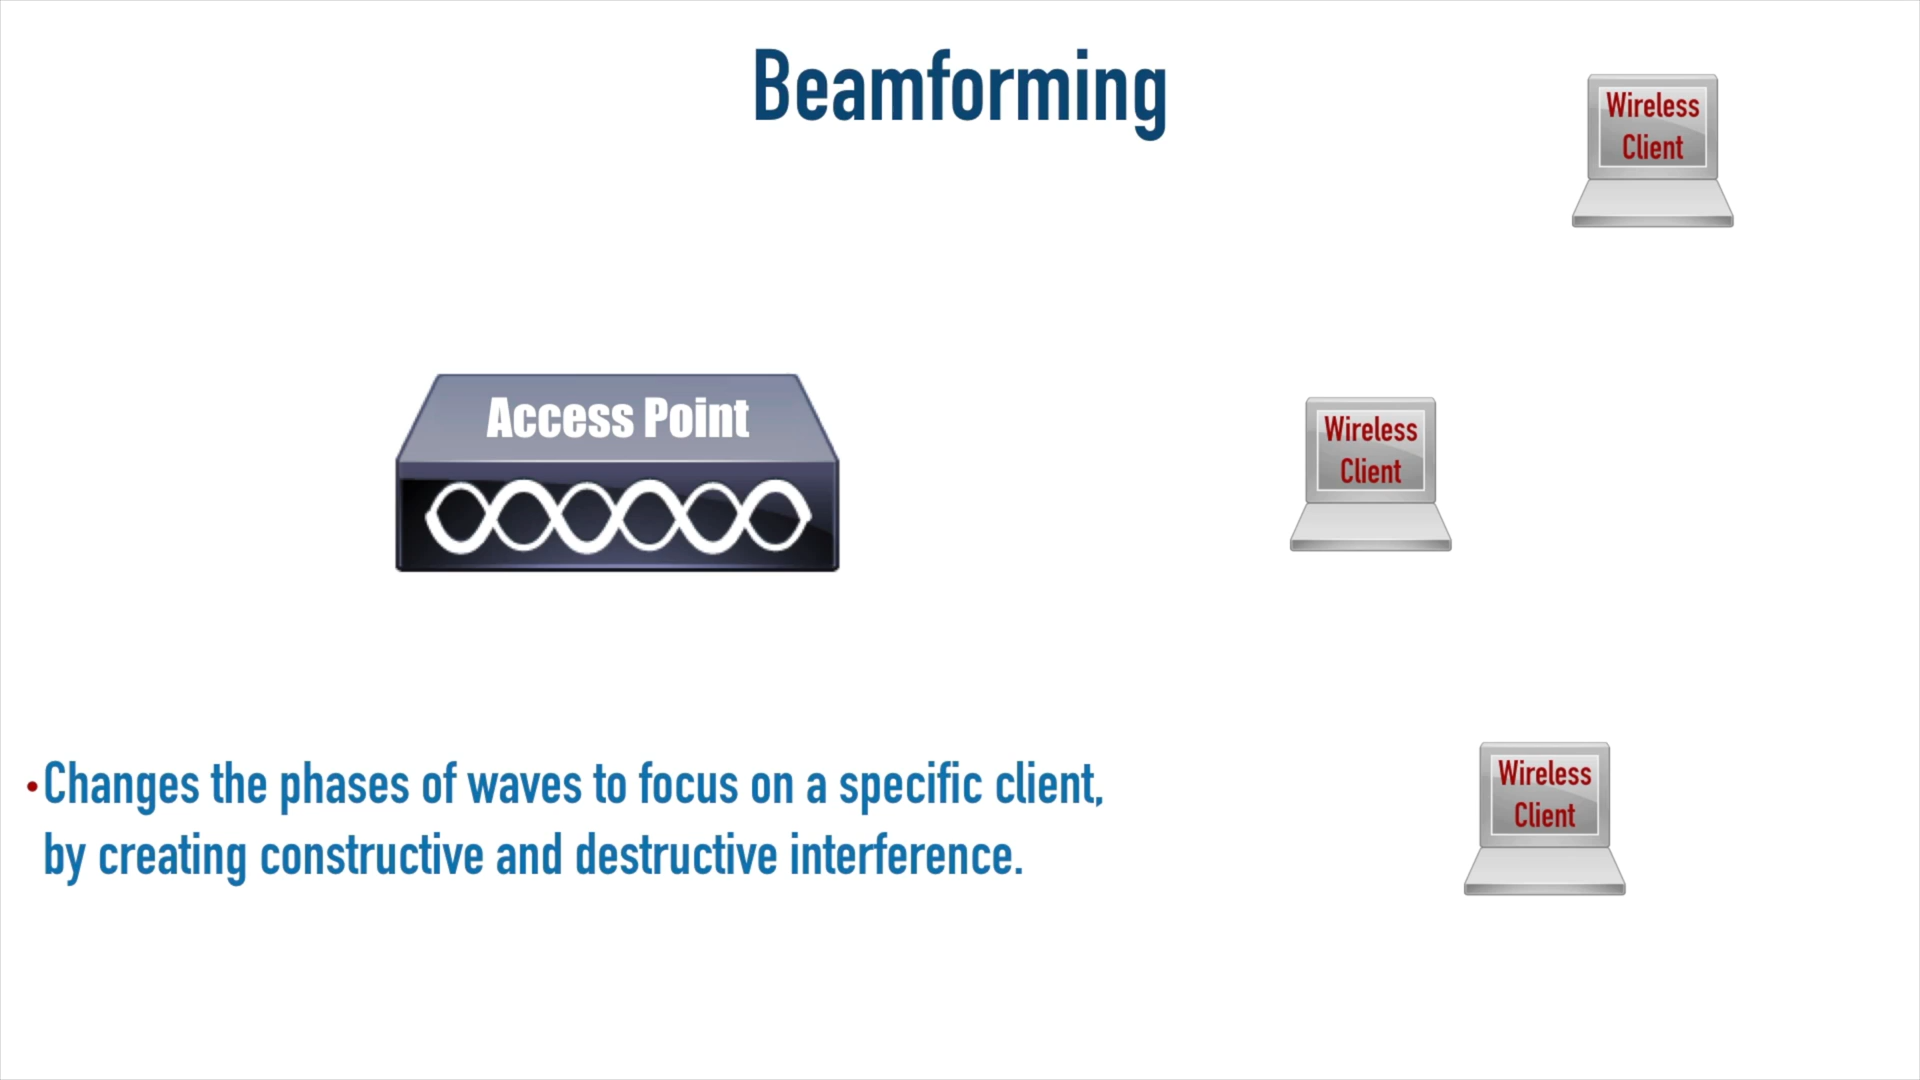 Beamforming
Wireless
Client
Access Point
Wireless
Client
•Changes the phases of waves to focus on a specific client,
by creating constructive and destructive interference.
Wireless
Client